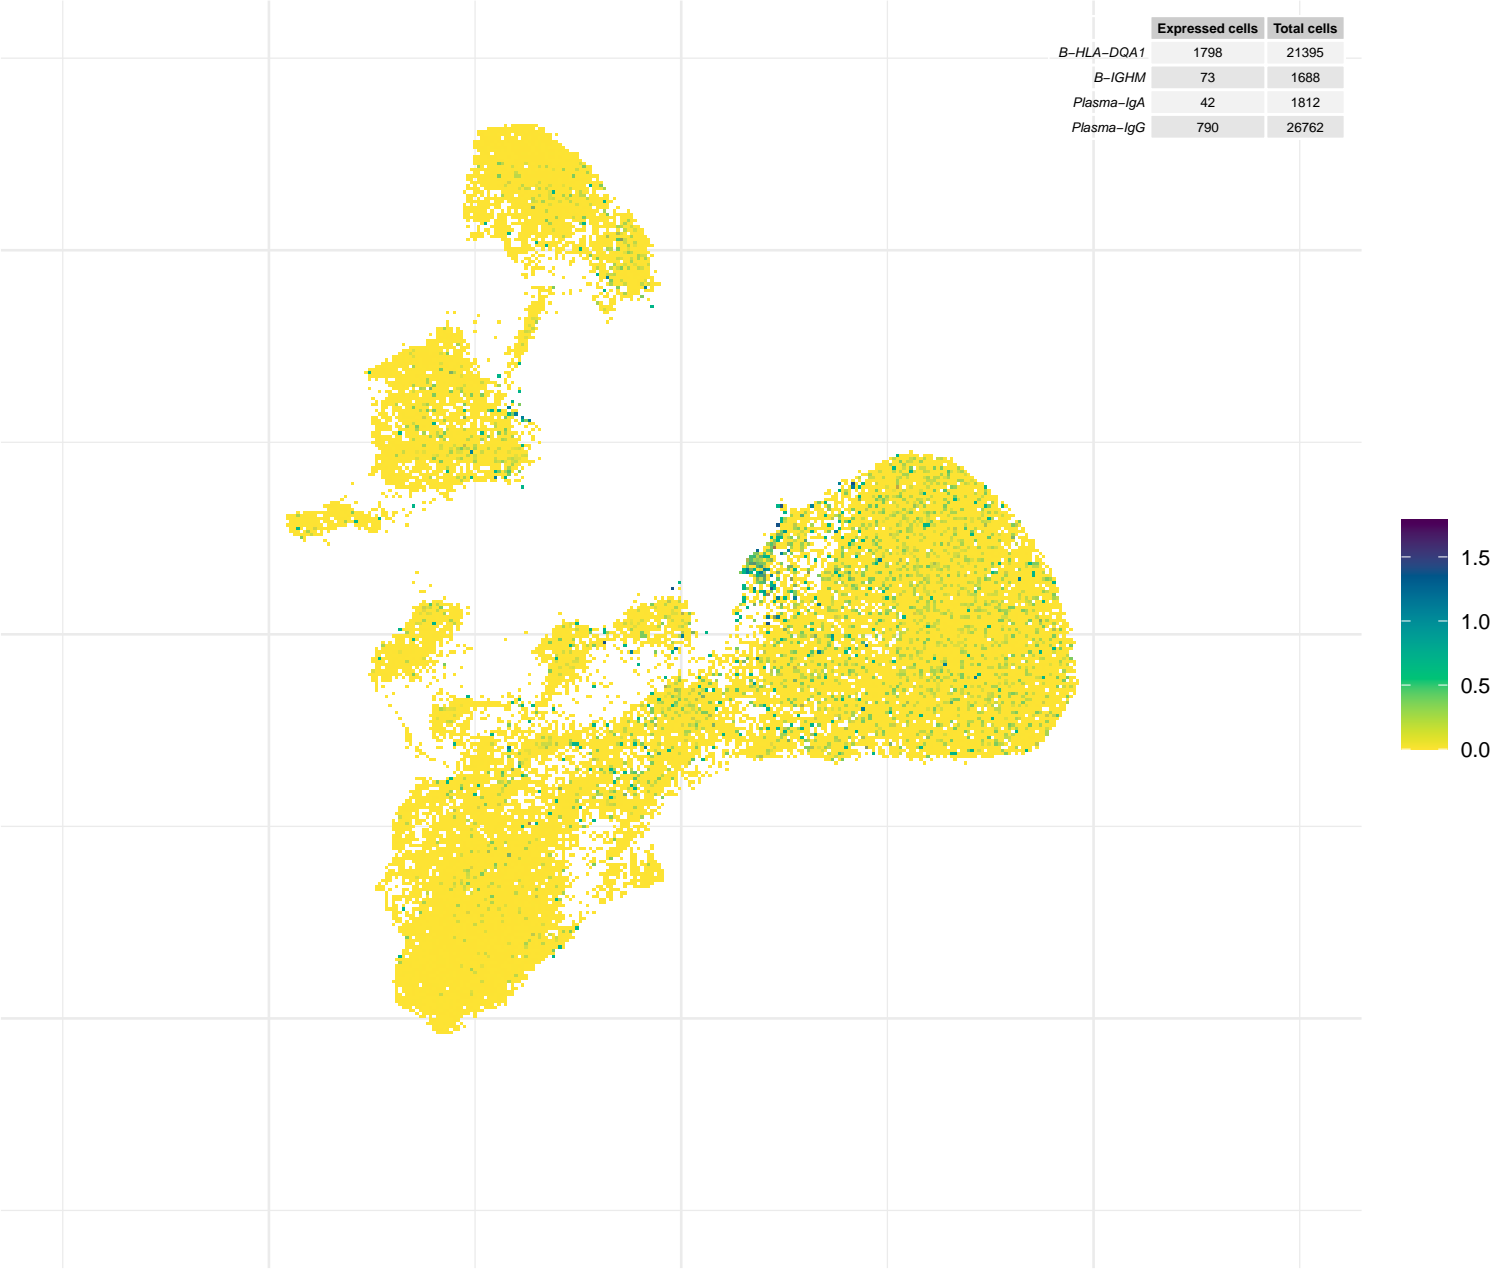 Expressed cells Total cells
B−HLA−DQA1 1798 21395
B−IGHM 73 1688
Plasma−IgA 42 1812
Plasma−IgG 790 26762
1.5
1.0
0.5
0.0